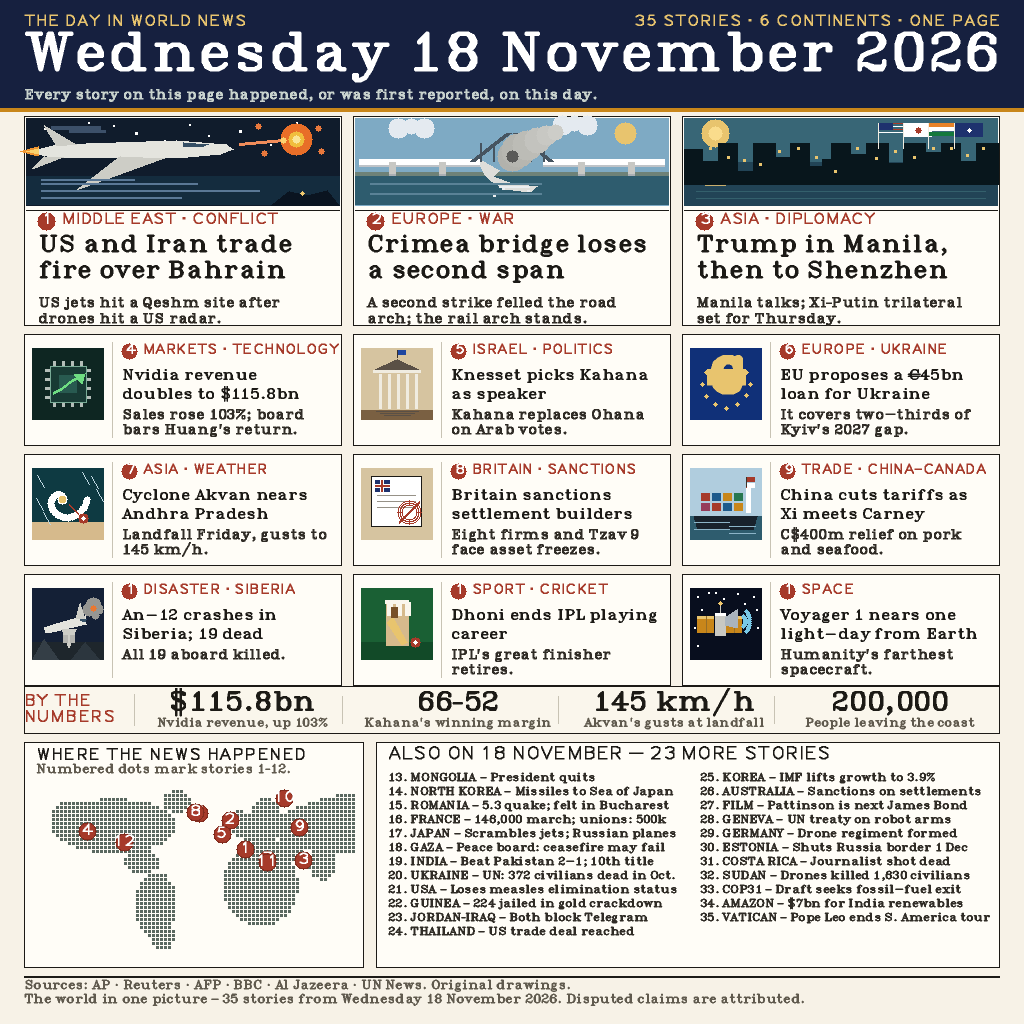 THE DAY IN WORLD NEWS
35 STORIES · 6 CONTINENTS · ONE PAGE
Wednesday 18 November 2026
Every story on this page happened, or was first reported, on this day.
1 MIDDLE EAST · CONFLICT
US and Iran trade
fire over Bahrain
US jets hit a Qeshm site after
drones hit a US radar.
2 EUROPE · WAR
Crimea bridge loses
a second span
A second strike felled the road
arch; the rail arch stands.
3 ASIA · DIPLOMACY
Trump in Manila,
then to Shenzhen
Manila talks; Xi-Putin trilateral
set for Thursday.
4 MARKETS · TECHNOLOGY
Nvidia revenue
doubles to $115.8bn
Sales rose 103%; board
bars Huang's return.
5 ISRAEL · POLITICS
Knesset picks Kahana
as speaker
Kahana replaces Ohana
on Arab votes.
6 EUROPE · UKRAINE
EU proposes a €45bn
loan for Ukraine
It covers two-thirds of
Kyiv's 2027 gap.
7 ASIA · WEATHER
Cyclone Akvan nears
Andhra Pradesh
Landfall Friday, gusts to
145 km/h.
8 BRITAIN · SANCTIONS
Britain sanctions
settlement builders
Eight firms and Tzav 9
face asset freezes.
9 TRADE · CHINA-CANADA
China cuts tariffs as
Xi meets Carney
C$400m relief on pork
and seafood.
1 DISASTER · SIBERIA
An-12 crashes in
Siberia; 19 dead
All 19 aboard killed.
1 SPORT · CRICKET
Dhoni ends IPL playing
career
IPL's great finisher
retires.
1 SPACE
Voyager 1 nears one
light-day from Earth
Humanity's farthest
spacecraft.
BY THE
NUMBERS
$115.8bn
Nvidia revenue, up 103%
66-52
Kahana's winning margin
145 km/h
Akvan's gusts at landfall
200,000
People leaving the coast
WHERE THE NEWS HAPPENED
Numbered dots mark stories 1-12.
8
2
5
4
12
1
11
3
9
ALSO ON 18 NOVEMBER — 23 MORE STORIES
13. MONGOLIA - President quits
14. NORTH KOREA - Missiles to Sea of Japan
15. ROMANIA - 5.3 quake; felt in Bucharest
16. FRANCE - 146,000 march; unions: 500k
17. JAPAN - Scrambles jets; Russian planes
18. GAZA - Peace board: ceasefire may fail
19. INDIA - Beat Pakistan 2-1; 10th title
20. UKRAINE - UN: 372 civilians dead in Oct.
21. USA - Loses measles elimination status
22. GUINEA - 224 jailed in gold crackdown
23. JORDAN-IRAQ - Both block Telegram
24. THAILAND - US trade deal reached
25. KOREA - IMF lifts growth to 3.9%
26. AUSTRALIA - Sanctions on settlements
27. FILM - Pattinson is next James Bond
28. GENEVA - UN treaty on robot arms
29. GERMANY - Drone regiment formed
30. ESTONIA - Shuts Russia border 1 Dec
31. COSTA RICA - Journalist shot dead
32. SUDAN - Drones killed 1,630 civilians
33. COP31 - Draft seeks fossil-fuel exit
34. AMAZON - $7bn for India renewables
35. VATICAN - Pope Leo ends S. America tour
Sources: AP · Reuters · AFP · BBC · Al Jazeera · UN News. Original drawings.
The world in one picture - 35 stories from Wednesday 18 November 2026. Disputed claims are attributed.